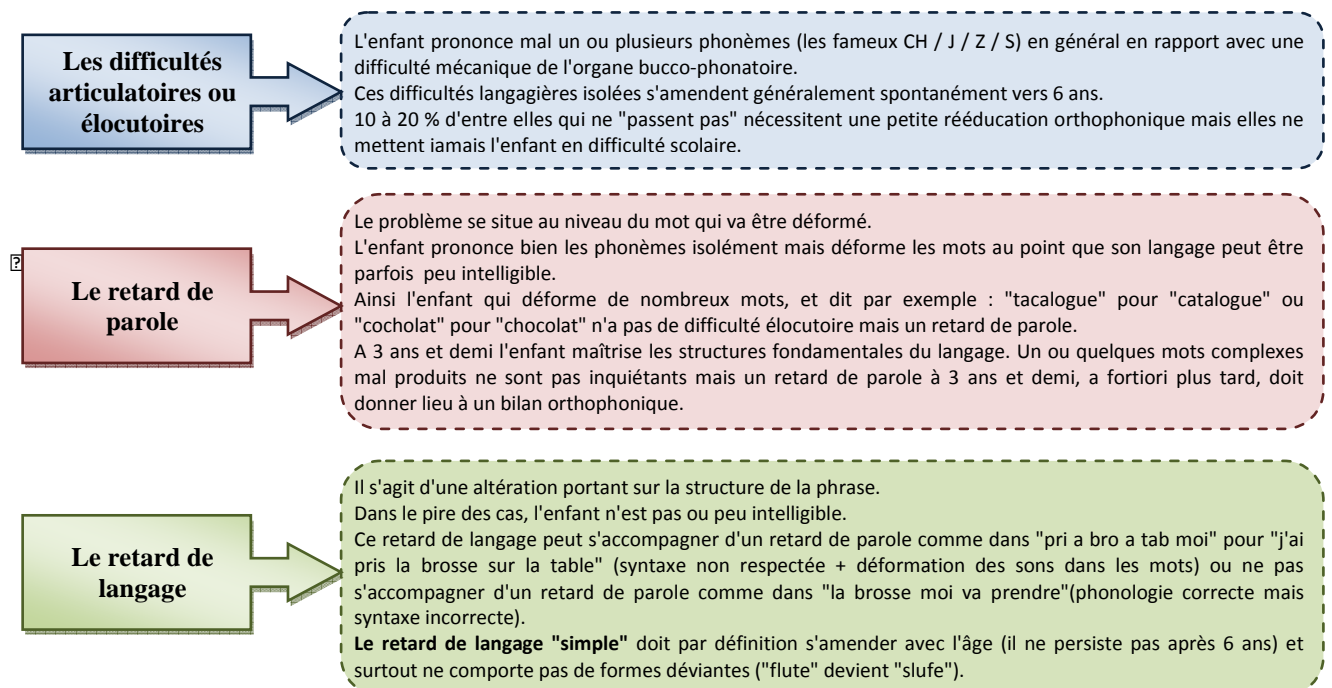 Les difficultés
articulatoires ou
élocutoires
L'enfant prononce mal un ou plusieurs phonèmes (les fameux CH / J / Z / S) en général en rapport avec une
difficulté mécanique de l'organe bucco-phonatoire.
Ces difficultés langagières isolées s'amendent généralement spontanément vers 6 ans.
10 à 20 % d'entre elles qui ne "passent pas" nécessitent une petite rééducation orthophonique mais elles ne
mettent iamais l'enfant en difficulté scolaire.
Le retard de
parole
Le problème se situe au niveau du mot qui va être déformé.
L'enfant prononce bien les phonèmes isolément mais déforme les mots au point que son langage peut être
parfois peu intelligible.
Ainsi l'enfant qui déforme de nombreux mots, et dit par exemple : "tacalogue" pour "catalogue" ou
"cocholat" pour "chocolat" n'a pas de difficulté élocutoire mais un retard de parole.
A 3 ans et demi l'enfant maîtrise les structures fondamentales du langage. Un ou quelques mots complexes
mal produits ne sont pas inquiétants mais un retard de parole à 3 ans et demi, a fortiori plus tard, doit
donner lieu à un bilan orthophonique.
Le retard de
langage
Il s'agit d'une altération portant sur la structure de la phrase.
Dans le pire des cas, l'enfant n'est pas ou peu intelligible.
Ce retard de langage peut s'accompagner d'un retard de parole comme dans "pri a bro a tab moi" pour "j'ai
pris la brosse sur la table" (syntaxe non respectée + déformation des sons dans les mots) ou ne pas
s'accompagner d'un retard de parole comme dans "la brosse moi va prendre"(phonologie correcte mais
syntaxe incorrecte).
Le retard de langage "simple" doit par définition s'amender avec l'âge (il ne persiste pas après 6 ans) et
surtout ne comporte pas de formes déviantes ("flute" devient "slufe").